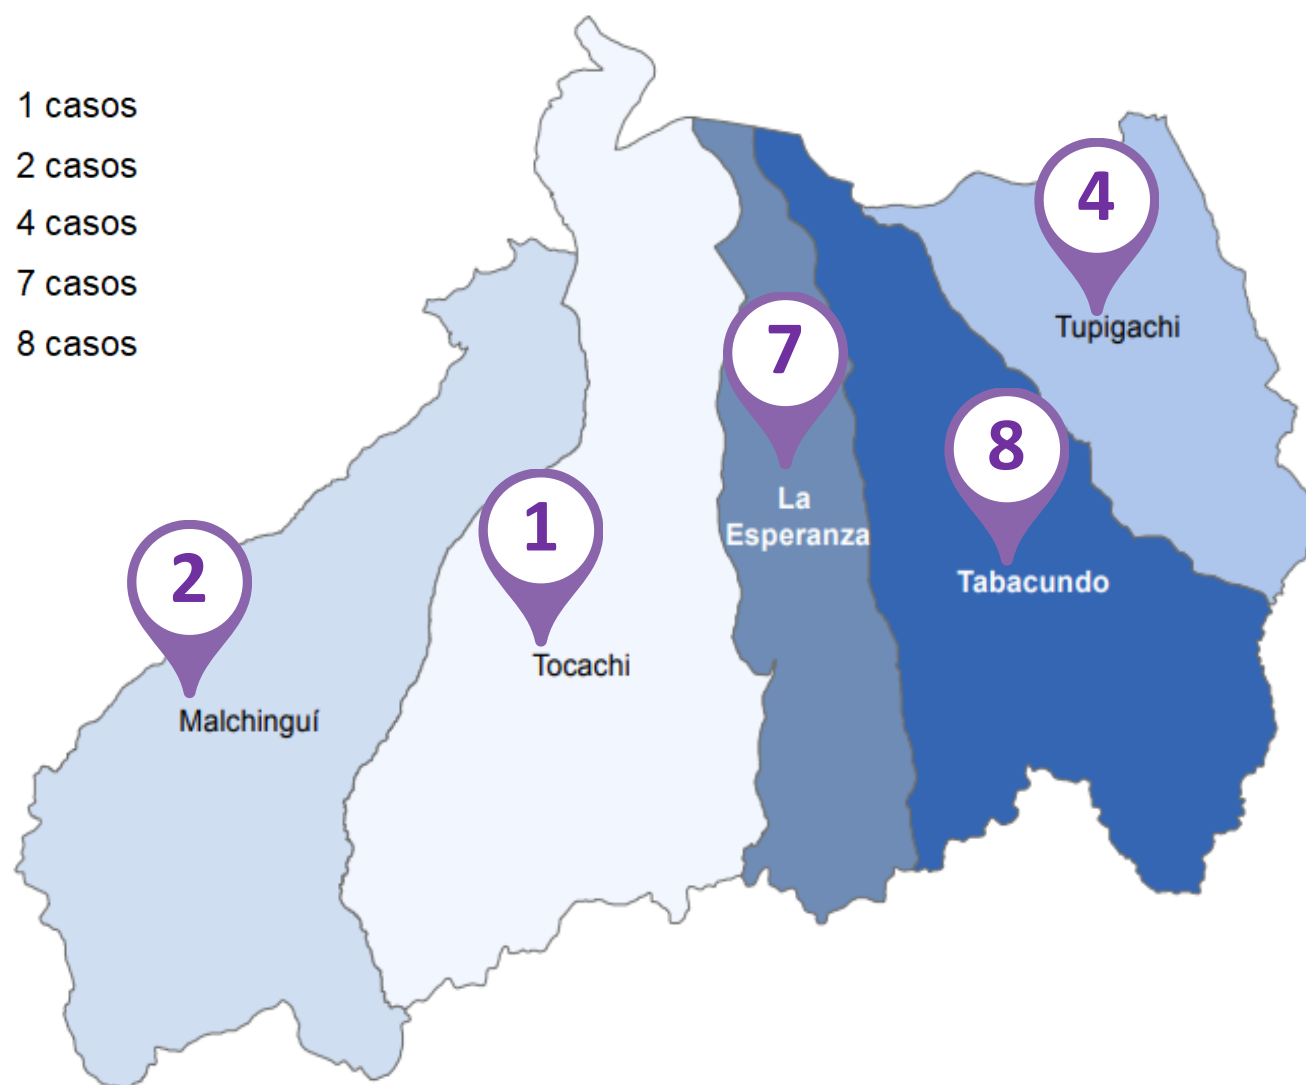 1 casos
2 casos
4 casos
7 casos
8 casos
4
Tupigachi
7
La
Esperanza
8
Tabacundo
1
Tocachi
2
Malchinguí